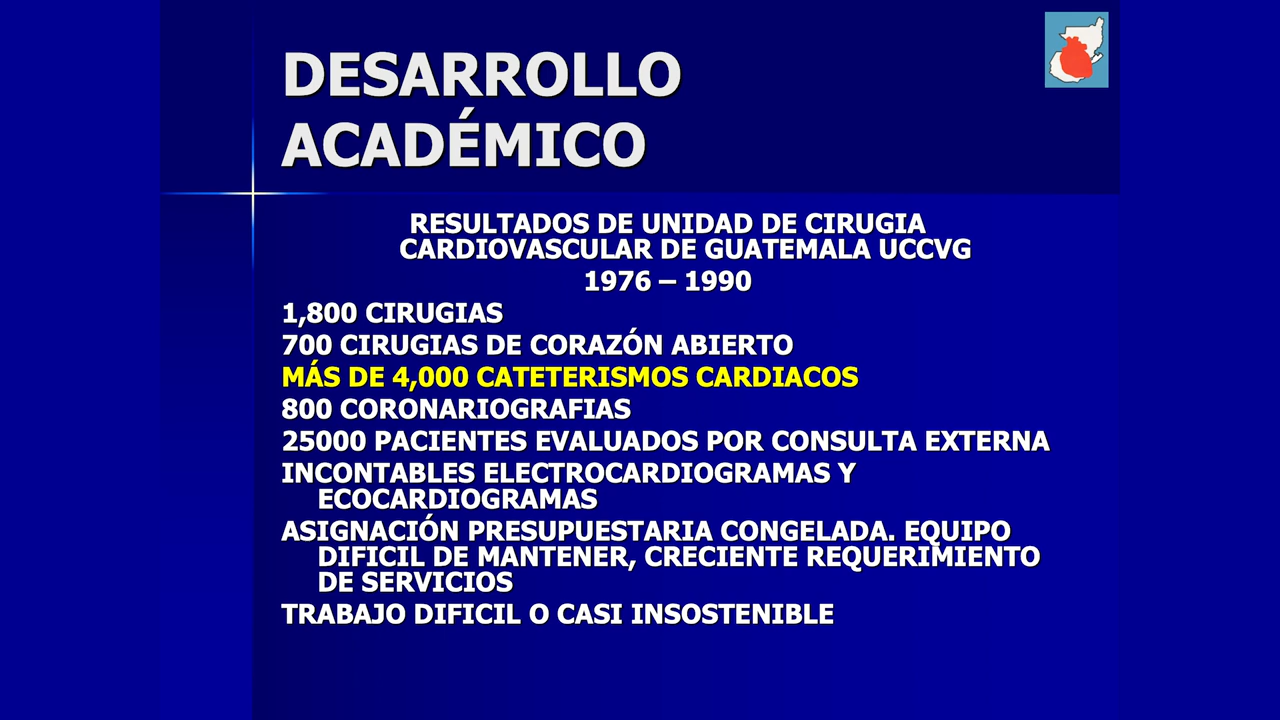 DESARROLLO
ACADÉMICO
RESULTADOS DE UNIDAD DE CIRUGIA
CARDIOVASCULAR DE GUATEMALA UCCVG
1976 – 1990
1,800 CIRUGIAS
700 CIRUGIAS DE CORAZÓN ABIERTO
MÁS DE 4,000 CATETERISMOS CARDIACOS
800 CORONARIOGRAFIAS
25000 PACIENTES EVALUADOS POR CONSULTA EXTERNA
INCONTABLES ELECTROCARDIOGRAMAS Y
ECOCARDIOGRAMAS
ASIGNACIÓN PRESUPUESTARIA CONGELADA. EQUIPO
DIFICIL DE MANTENER, CRECIENTE REQUERIMIENTO
DE SERVICIOS
TRABAJO DIFICIL O CASI INSOSTENIBLE